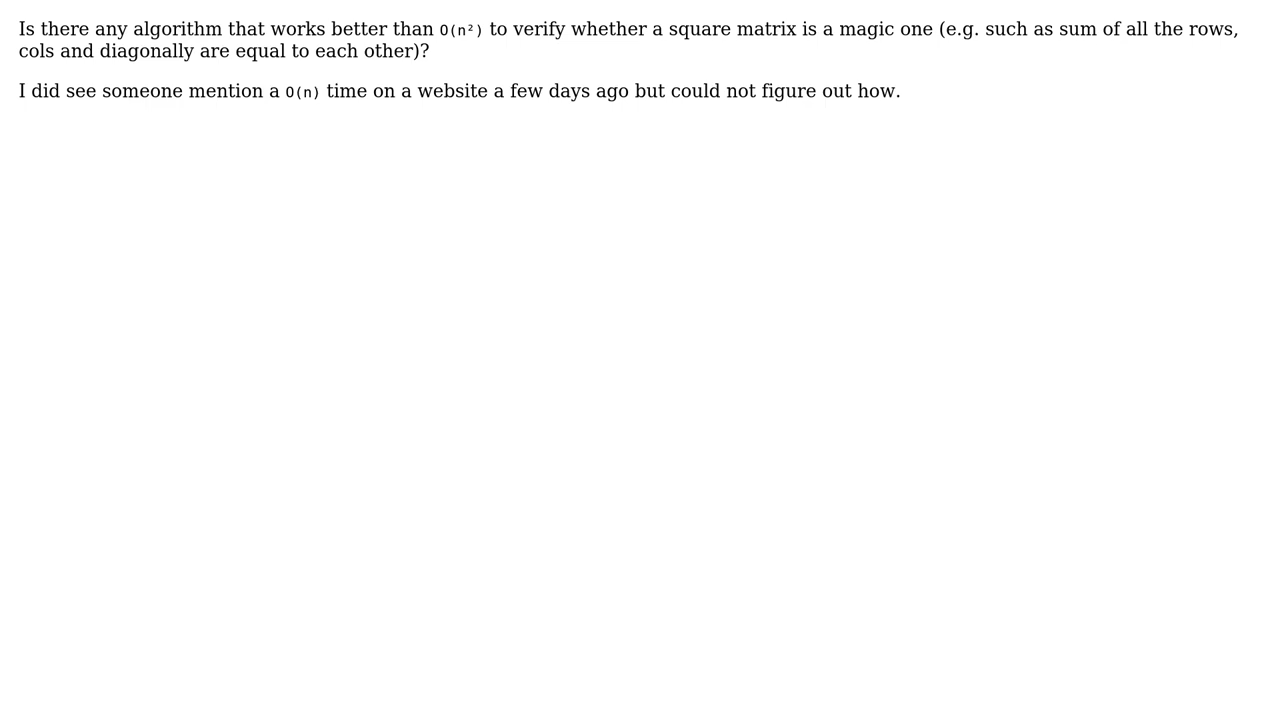 Is there any algorithm that works better than O(n²) to verify whether a square matrix is a magic one (e.g. such as sum of all the rows,
cols and diagonally are equal to each other)?
I did see someone mention a O(n) time on a website a few days ago but could not figure out how.